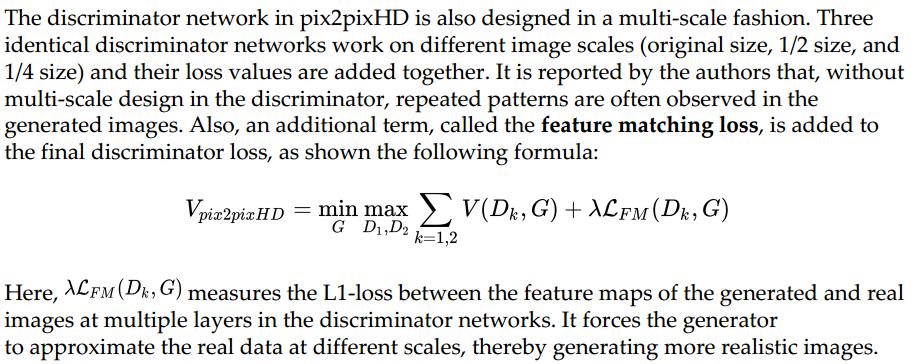 The discriminator network in pix2pixHD is also designed in a multi-scale fashion. Three
identical discriminator networks work on different image scales (original size, 1/2 size, and
1/4 size) and their loss values are added together. It is reported by the authors that, without
multi-scale design in the discriminator, repeated patterns are often observed in the
generated images. Also, an additional term, called the feature matching loss, is added to
the final discriminator loss, as shown the following formula:
V_{pix2pixHD} = \min_{G} \max_{D_1,D_2} \sum_{k=1,2} V(D_k, G) + λ\mathcal{L}_{FM}(D_k, G)
Here, λ\mathcal{L}_{FM}(D_k, G) measures the L1-loss between the feature maps of the generated and real
images at multiple layers in the discriminator networks. It forces the generator
to approximate the real data at different scales, thereby generating more realistic images.